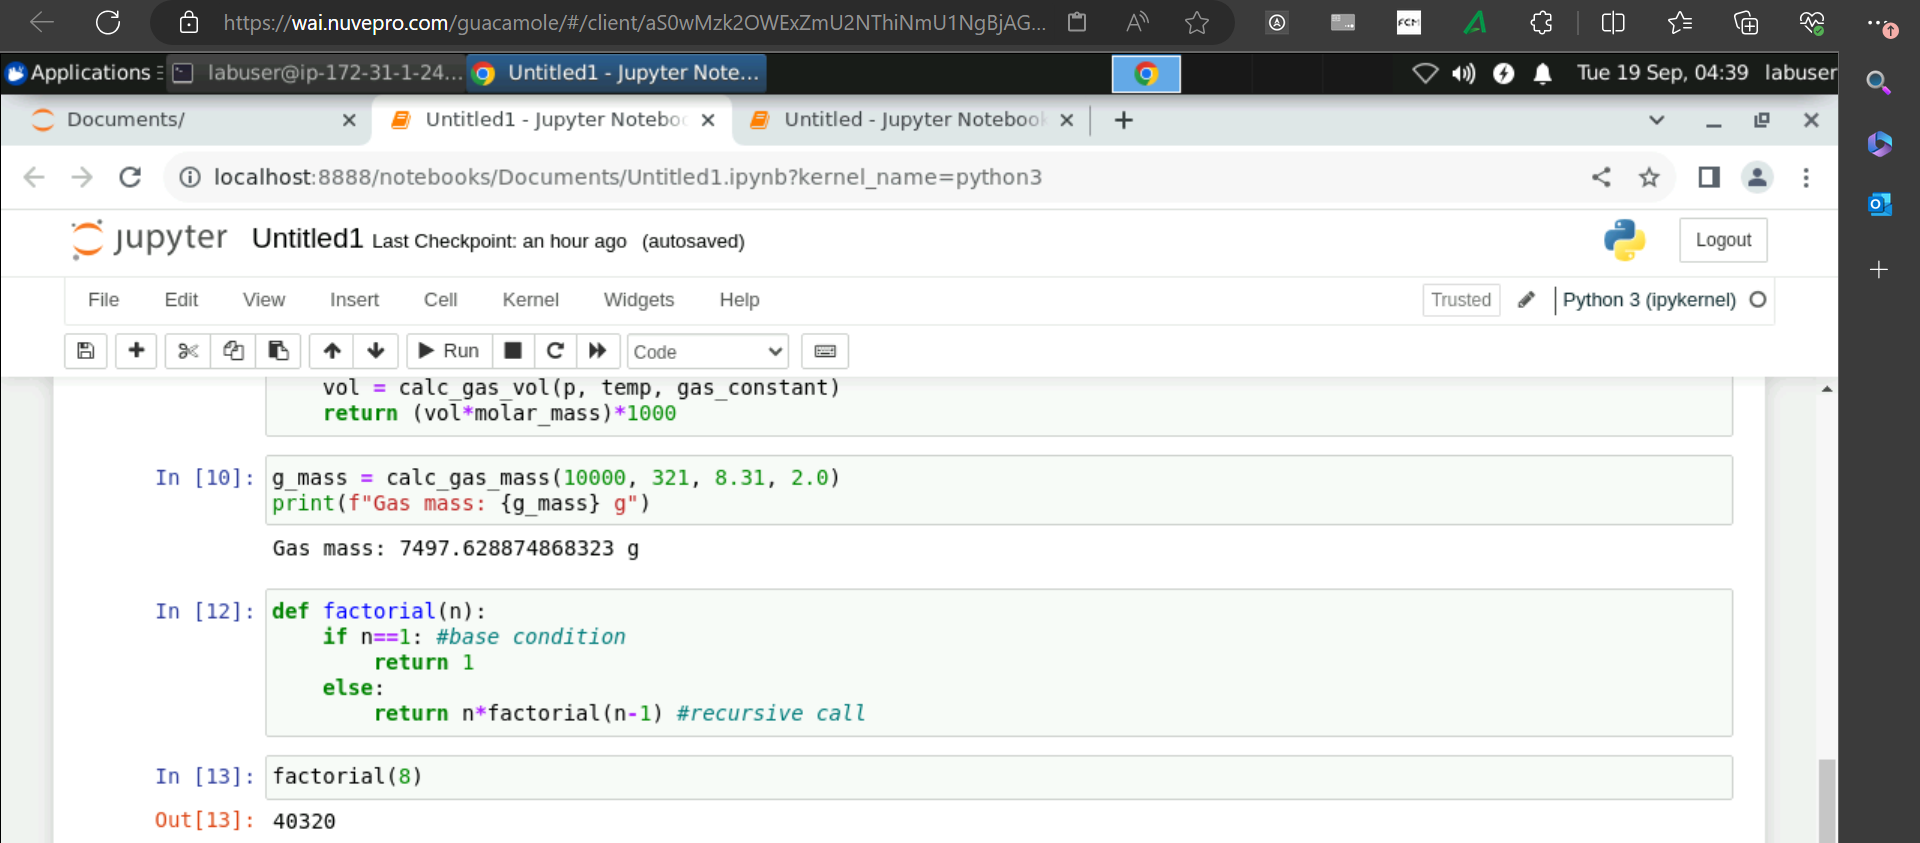 https://wai.nuvepro.com/guacamole/#/client/aS0wMzk2OWExZmU2NThiNmU1NgBjAG...
Applications
labuser@ip-172-31-1-24...
Untitled1 - Jupyter Note...
Tue 19 Sep, 04:39 labuser
Documents/
Untitled1 - Jupyter Notebo
Untitled - Jupyter Notebook
localhost:8888/notebooks/Documents/Untitled1.ipynb?kernel_name=python3
jupyter Untitled1 Last Checkpoint: an hour ago (autosaved)
Logout
File Edit View Insert Cell Kernel Widgets Help
Trusted
Python 3 (ipykernel)
Run
Code
vol = calc_gas_vol(p, temp, gas_constant)
return (vol*molar_mass)*1000
In [10]: g_mass = calc_gas_mass(10000, 321, 8.31, 2.0)
print(f"Gas mass: {g_mass} g")
Gas mass: 7497.628874868323 g
In [12]: def factorial(n):
if n==1: #base condition
return 1
else:
return n*factorial(n-1) #recursive call
In [13]: factorial(8)
Out[13]: 40320